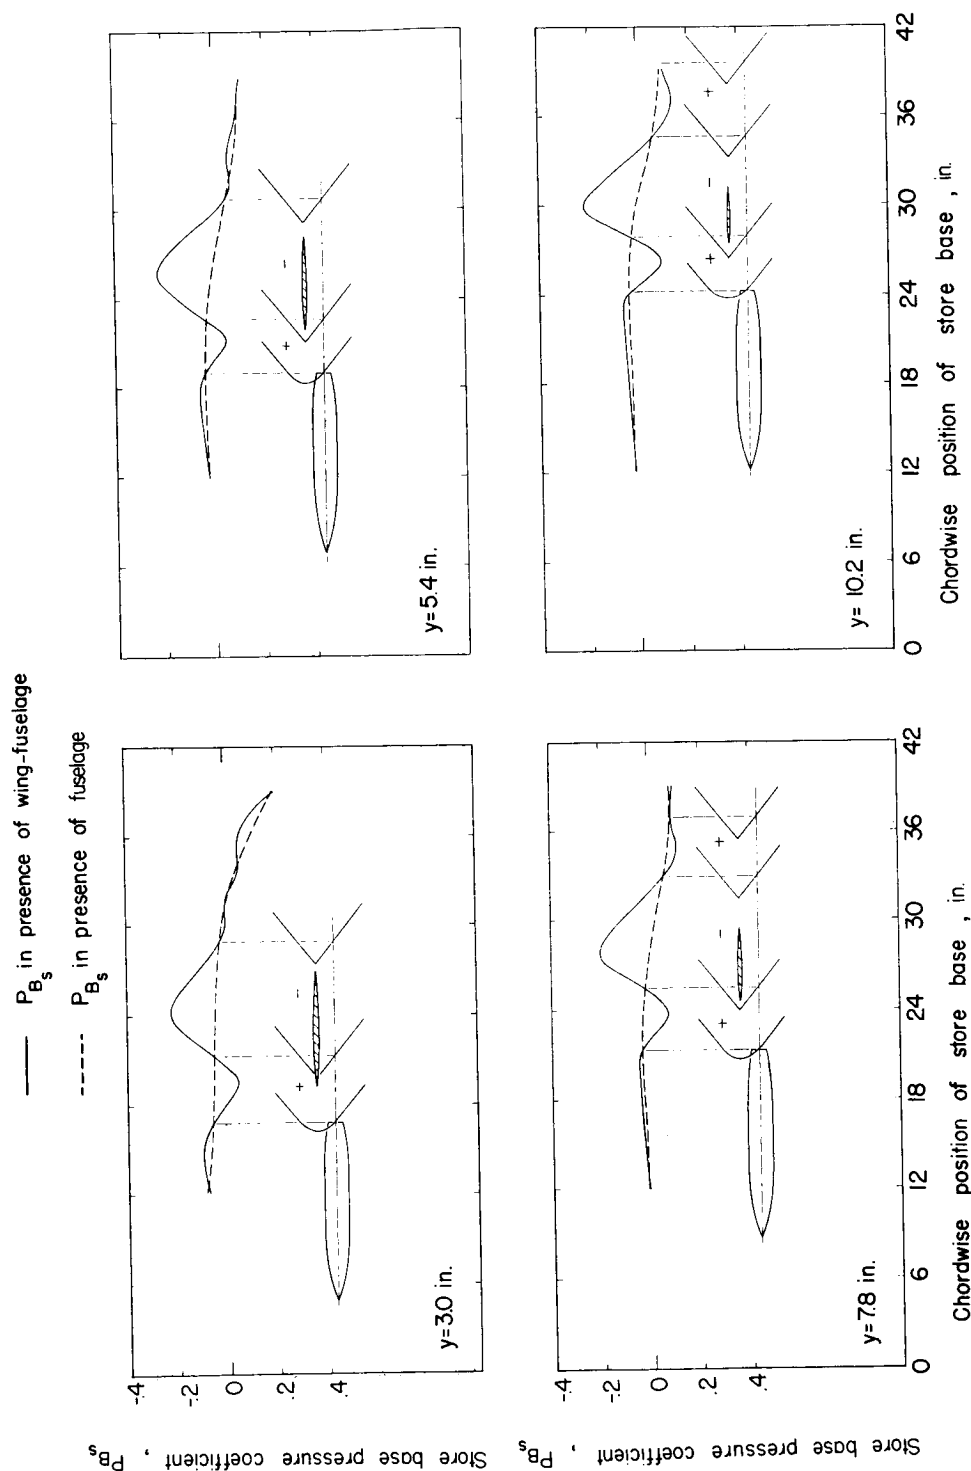 P_Bs in presence of wing-fuselage
P_Bs in presence of fuselage
-.4
-.2
0
.2
.4
Store base pressure coefficient , P_Bs
y=3.0 in.
+
−
y=5.4 in.
+
−
-.4
-.2
0
.2
.4
Store base pressure coefficient , P_Bs
y=7.8 in.
+
−
+
0 6 12 18 24 30 36 42
Chordwise position of store base , in.
y= 10.2 in.
+
−
+
0 6 12 18 24 30 36 42
Chordwise position of store base , in.